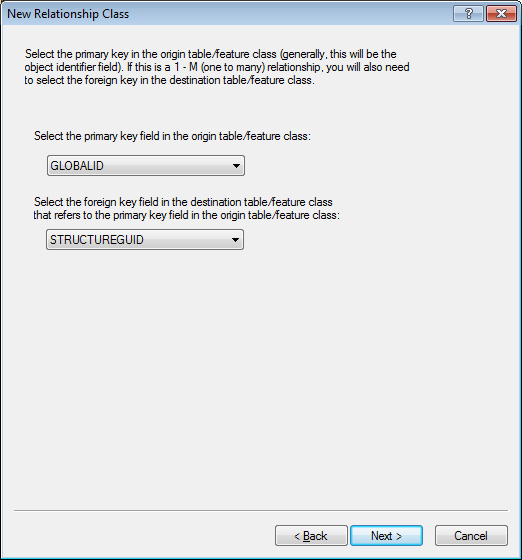 New Relationship Class
?
Select the primary key in the origin table/feature class (generally, this will be the
object identifier field). If this is a 1 - M (one to many) relationship, you will also need
to select the foreign key in the destination table/feature class.
Select the primary key field in the origin table/feature class:
GLOBALID
Select the foreign key field in the destination table/feature class
that refers to the primary key field in the origin table/feature class:
STRUCTUREGUID
< Back
Next >
Cancel